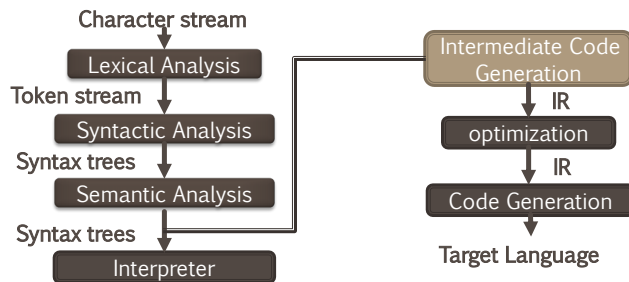 Character stream
Lexical Analysis
Token stream
Syntactic Analysis
Syntax trees
Semantic Analysis
Syntax trees
Interpreter
Intermediate Code
Generation
IR
optimization
IR
Code Generation
Target Language